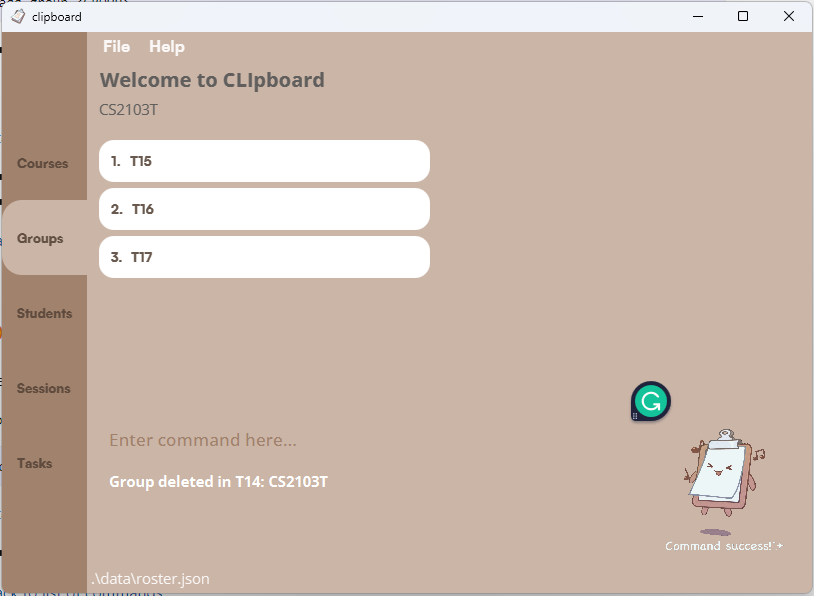 clipboard
File Help
Welcome to CLIpboard
CS2103T
Courses
Groups
Students
Sessions
Tasks
1. T15
2. T16
3. T17
G
Enter command here...
Group deleted in T14: CS2103T
Command success!
.\data\roster.json